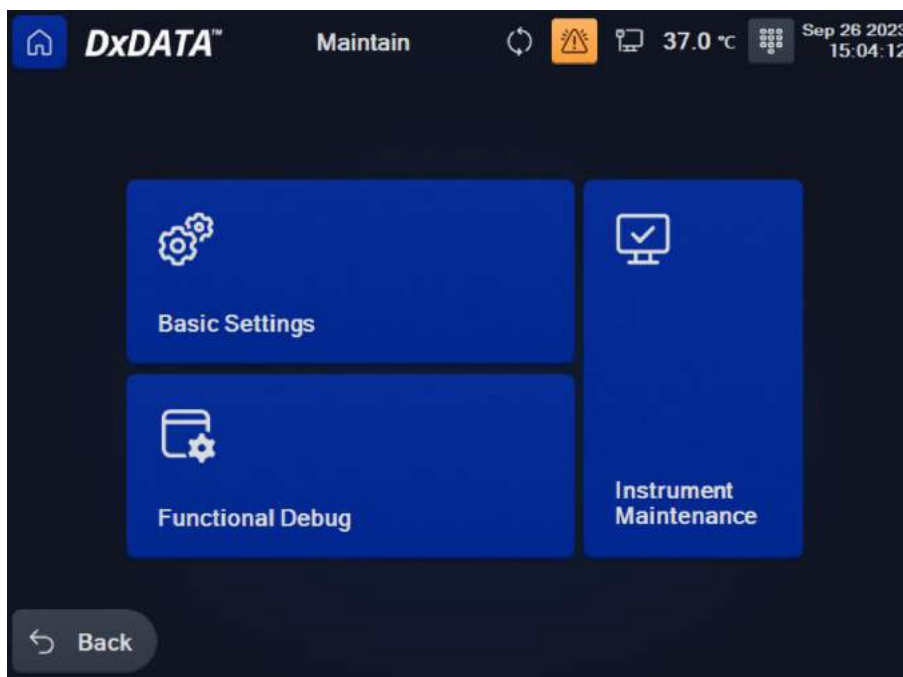 DxDATA™ Maintain 37.0 ℃ Sep 26 2023
15:04:12
Basic Settings
Functional Debug
Instrument
Maintenance
Back